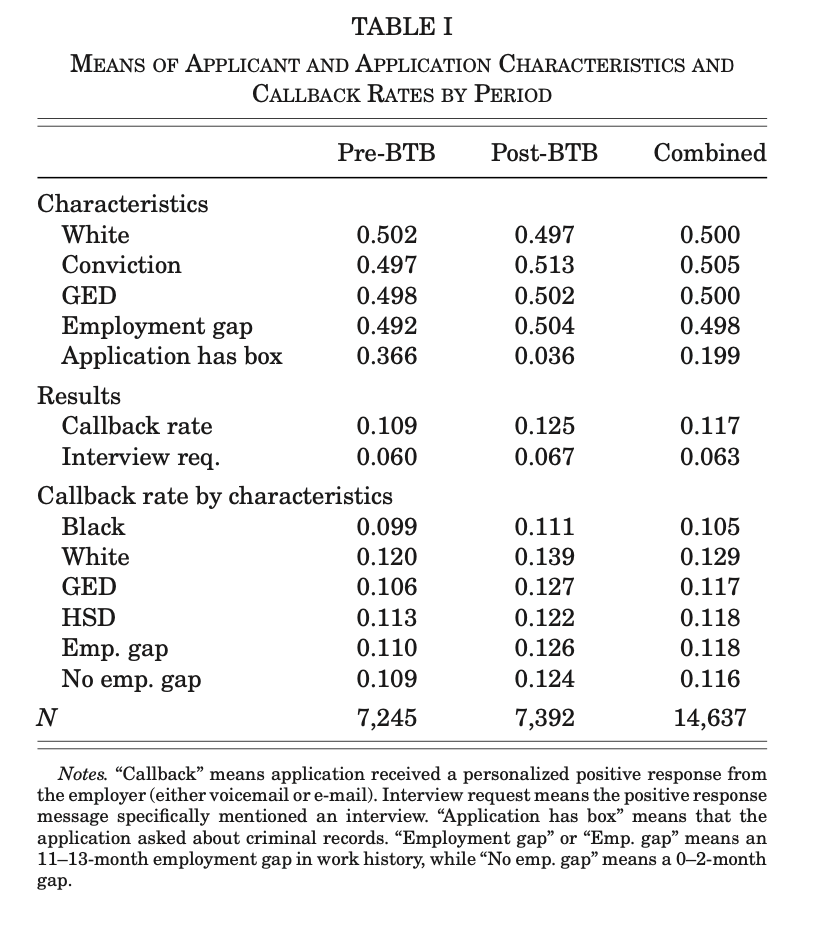 TABLE I
MEANS OF APPLICANT AND APPLICATION CHARACTERISTICS AND
CALLBACK RATES BY PERIOD
Pre-BTB Post-BTB Combined
Characteristics
White 0.502 0.497 0.500
Conviction 0.497 0.513 0.505
GED 0.498 0.502 0.500
Employment gap 0.492 0.504 0.498
Application has box 0.366 0.036 0.199
Results
Callback rate 0.109 0.125 0.117
Interview req. 0.060 0.067 0.063
Callback rate by characteristics
Black 0.099 0.111 0.105
White 0.120 0.139 0.129
GED 0.106 0.127 0.117
HSD 0.113 0.122 0.118
Emp. gap 0.110 0.126 0.118
No emp. gap 0.109 0.124 0.116
N 7,245 7,392 14,637
Notes. “Callback” means application received a personalized positive response from
the employer (either voicemail or e-mail). Interview request means the positive response
message specifically mentioned an interview. “Application has box” means that the
application asked about criminal records. “Employment gap” or “Emp. gap” means an
11–13-month employment gap in work history, while “No emp. gap” means a 0–2-month
gap.